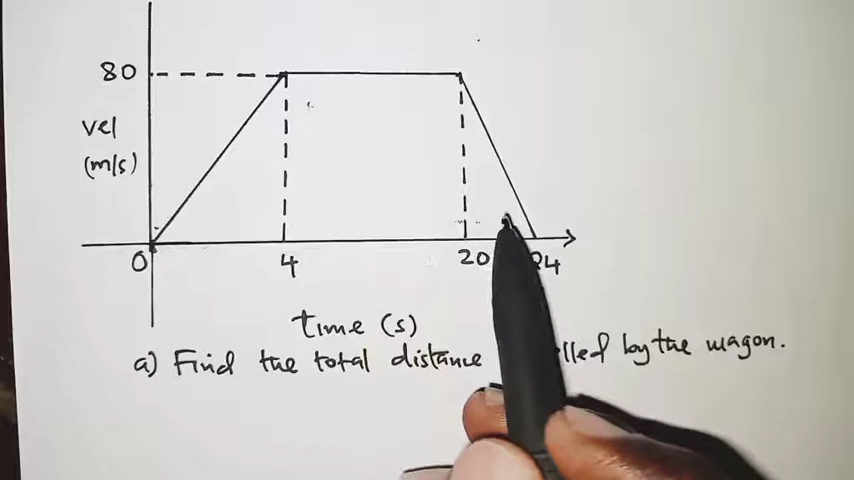 80
vel
(m/s)
0
4
20
time (s)
a) Find the total distance by the wagon.